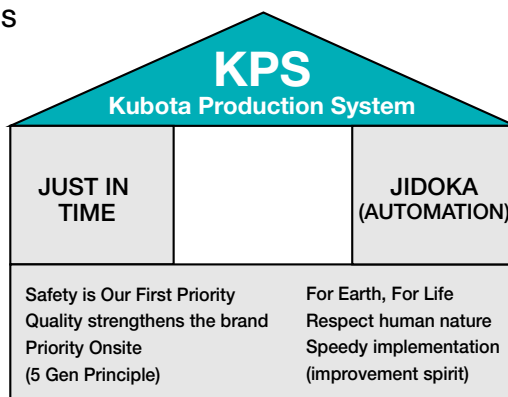 s
KPS
Kubota Production System
JUST IN
TIME
JIDOKA
(AUTOMATION)
Safety is Our First Priority
Quality strengthens the brand
Priority Onsite
(5 Gen Principle)
For Earth, For Life
Respect human nature
Speedy implementation
(improvement spirit)